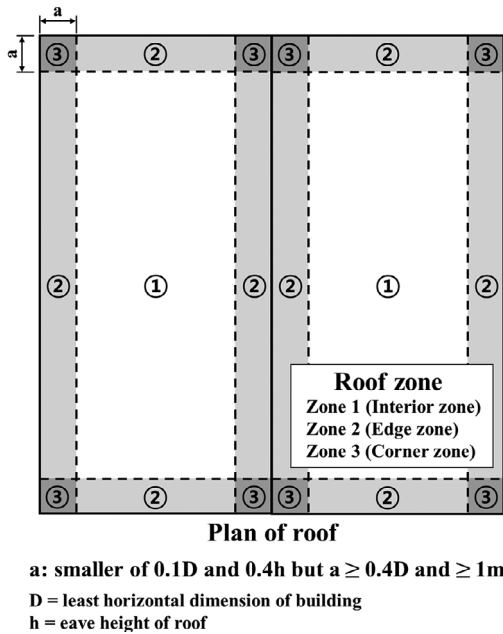 a
a
③ ② ③ ③ ② ③
② ① ② ② ① ②
Roof zone
Zone 1 (Interior zone)
Zone 2 (Edge zone)
Zone 3 (Corner zone)
③ ② ③ ③ ② ③
Plan of roof
a: smaller of 0.1D and 0.4h but a ≥ 0.4D and ≥ 1m
D = least horizontal dimension of building
h = eave height of roof